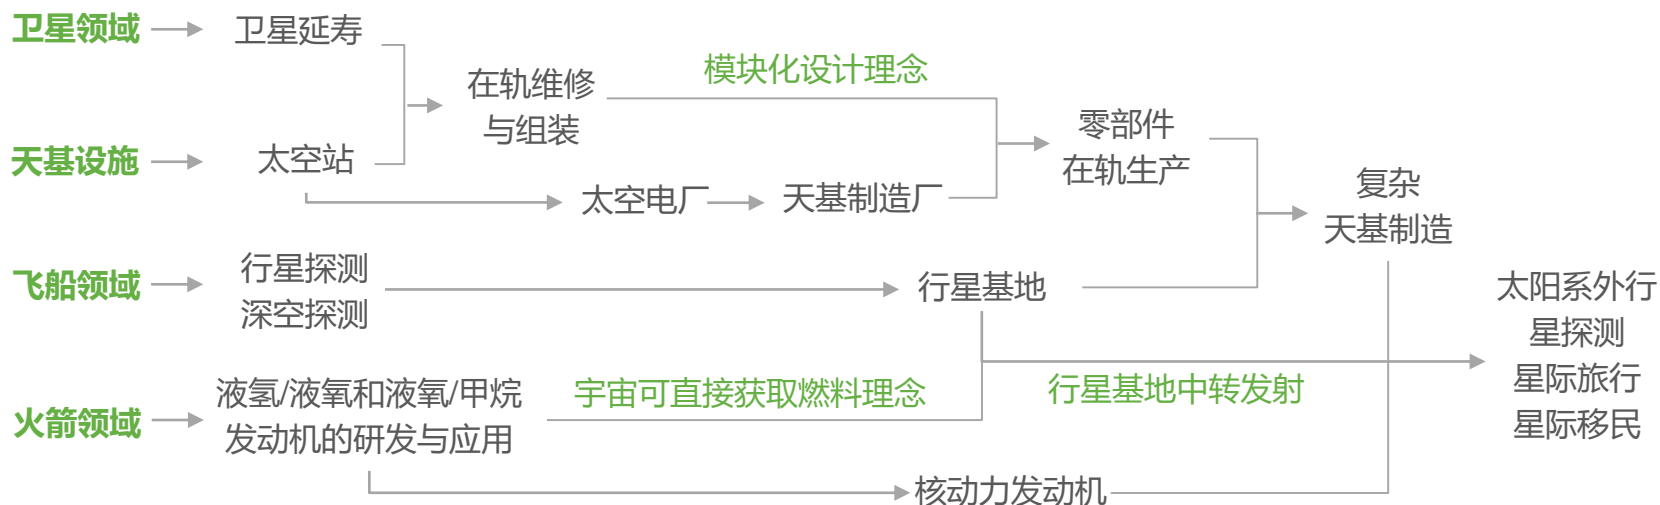 卫星领域
卫星延寿
在轨维修
与组装
模块化设计理念
零部件
在轨生产
天基设施
太空站
太空电厂
天基制造厂
复杂
天基制造
飞船领域
行星探测
深空探测
行星基地
太阳系外行
星探测
星际旅行
星际移民
火箭领域
液氢/液氧和液氧/甲烷
发动机的研发与应用
宇宙可直接获取燃料理念
行星基地中转发射
核动力发动机